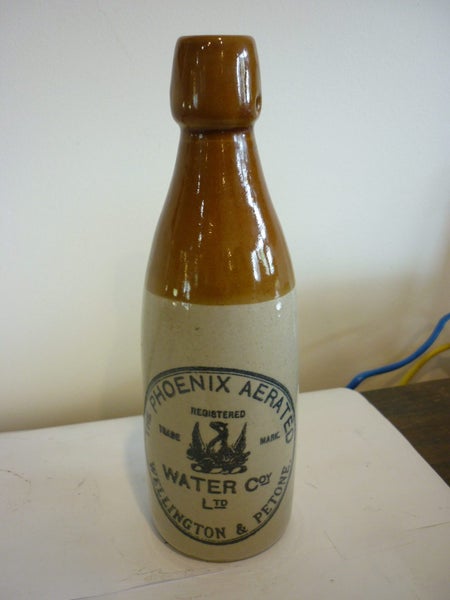 THE PHOENIX AERATED
REGISTERED
TRADE MARK.
WATER COY
LTD
WELLINGTON & PETONE.